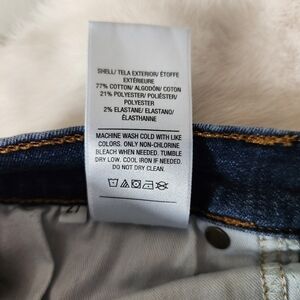 SHELL/ TELA EXTERIOR/ ÉTOFFE
EXTÉRIEURE
77% COTTON/ ALGODÓN/ COTON
21% POLYESTER/ POLIÉSTER/
POLYESTER
2% ELASTANE/ ELASTANO/
ÉLASTHANNE
MACHINE WASH COLD WITH LIKE
COLORS. ONLY NON-CHLORINE
BLEACH WHEN NEEDED. TUMBLE
DRY LOW. COOL IRON IF NEEDED.
DO NOT DRY CLEAN.